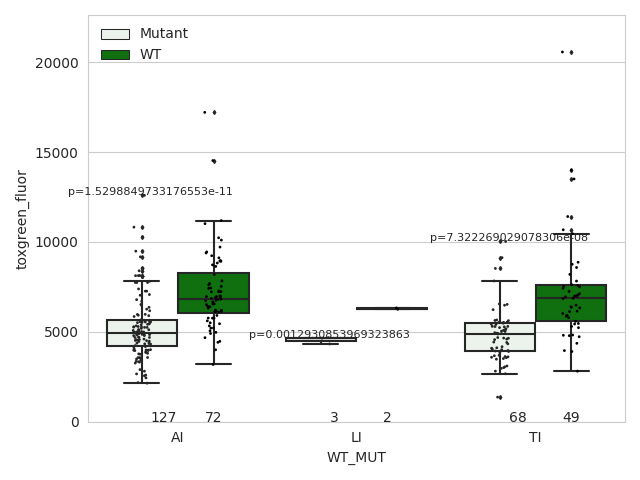 Mutant
WT
20000
15000
10000
5000
0
toxgreen_fluor
p=1.5298849733176553e-11
p=7.322269029078306e-08
p=0.0012930853969323863
127 72 3 2 68 49
AI LI TI
WT_MUT